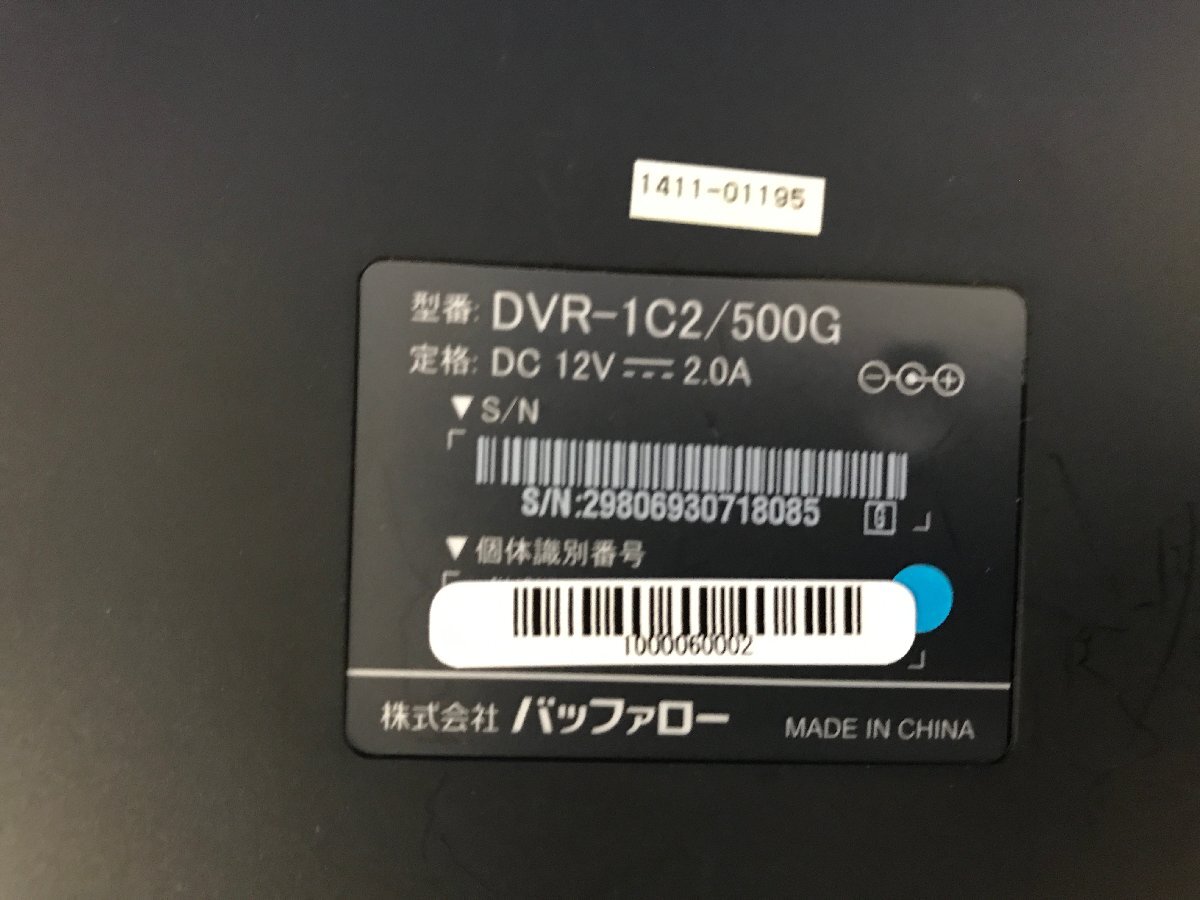 1411-01195
型番: DVR-1C2/500G
定格: DC 12V 2.0A
▼S/N
S/N:29806930718085 G
▼個体識別番号
1000060002
株式会社 バッファロー MADE IN CHINA